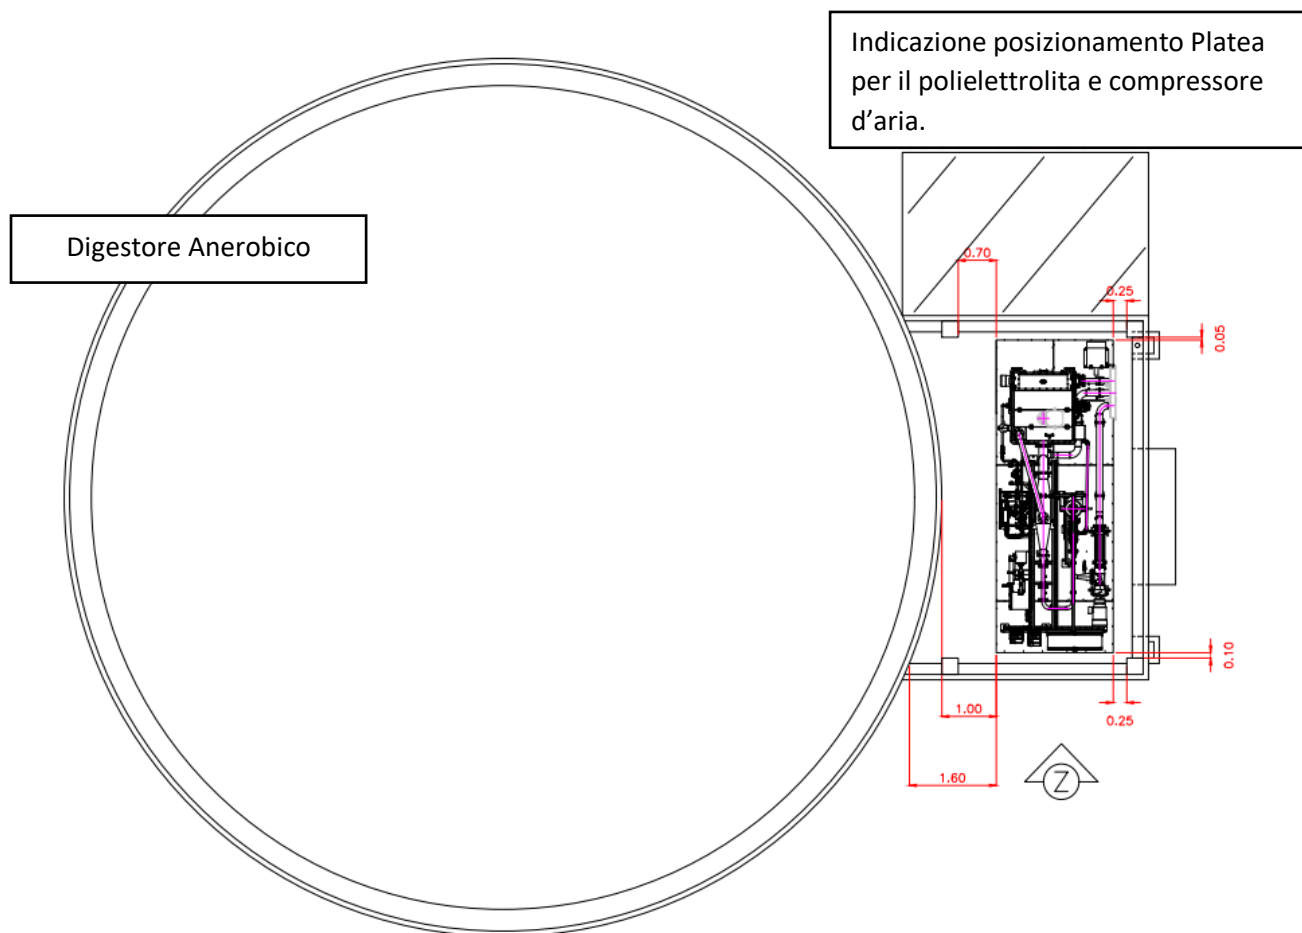 Indicazione posizionamento Platea
per il polielettrolita e compressore
d’aria.
Digestore Anerobico
0.70
0.25
0.05
0.10
1.00
0.25
1.60
Z